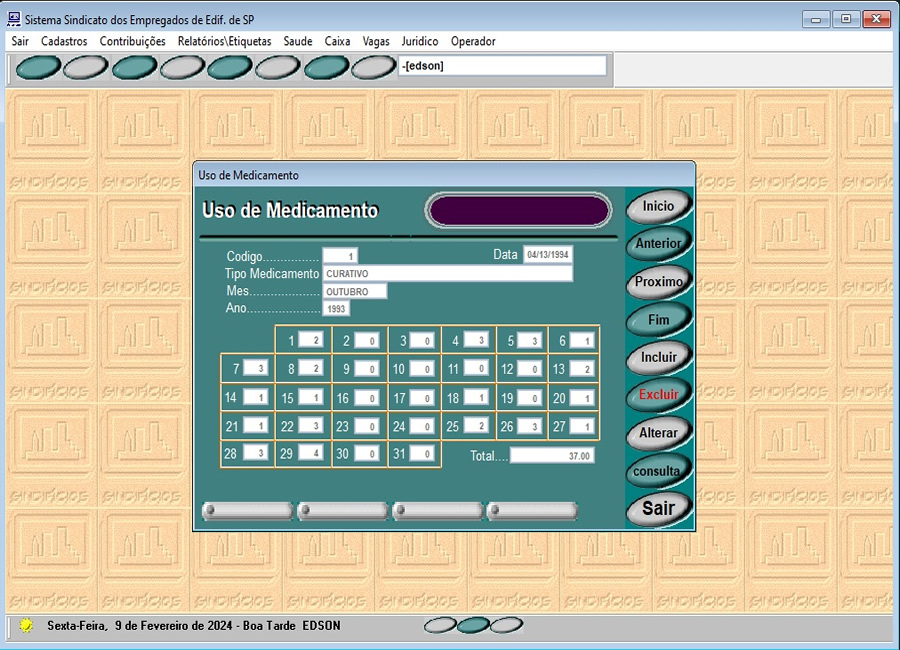 Sistema Sindicato dos Empregados de Edif. de SP
Sair Cadastros Contribuições Relatórios\Etiquetas Saude Caixa Vagas Juridico Operador
-[edson]
Uso de Medicamento
Uso de Medicamento
Inicio
Codigo............... 1 Data 04/13/1994
Anterior
Tipo Medicamento CURATIVO
Proximo
Mes.................. OUTUBRO
Ano................... 1993
Fim
1 2 2 0 3 0 4 3 5 3 6 1
Incluir
7 3 8 2 9 0 10 0 11 0 12 0 13 2
Excluir
14 1 15 1 16 0 17 0 18 1 19 0 20 1
21 1 22 3 23 0 24 0 25 2 26 3 27 1
Alterar
28 3 29 4 30 0 31 0 Total.... 37.00
consulta
Sair
SINDIFÍCIOS
Sexta-Feira, 9 de Fevereiro de 2024 - Boa Tarde EDSON